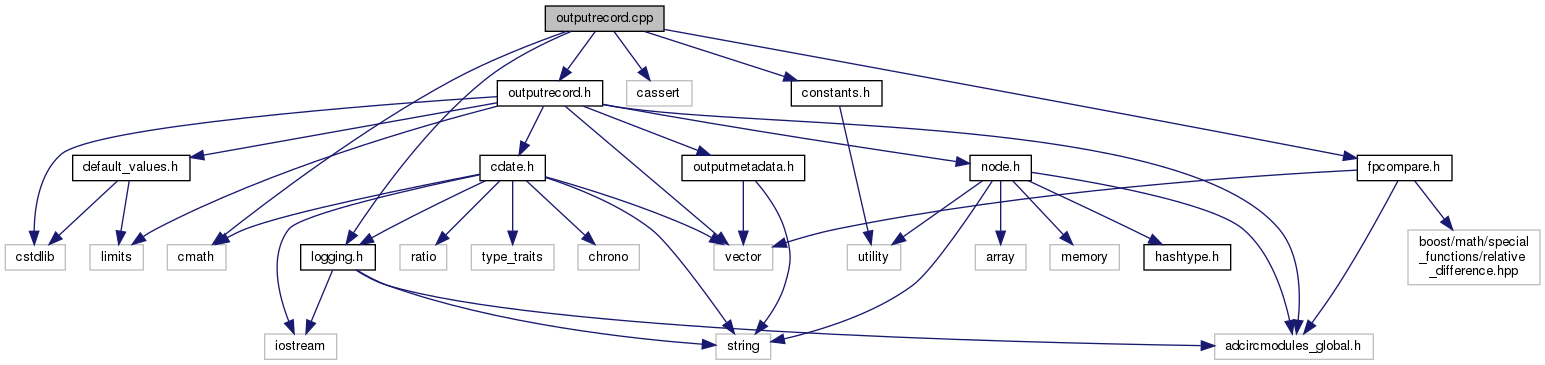 outputrecord.cpp
outputrecord.h
cassert
constants.h
default_values.h
cdate.h
outputmetadata.h
node.h
fpcompare.h
cstdlib
limits
cmath
logging.h
ratio
type_traits
chrono
vector
utility
array
memory
hashtype.h
boost/math/special
_functions/relative
_difference.hpp
iostream
string
adcircmodules_global.h